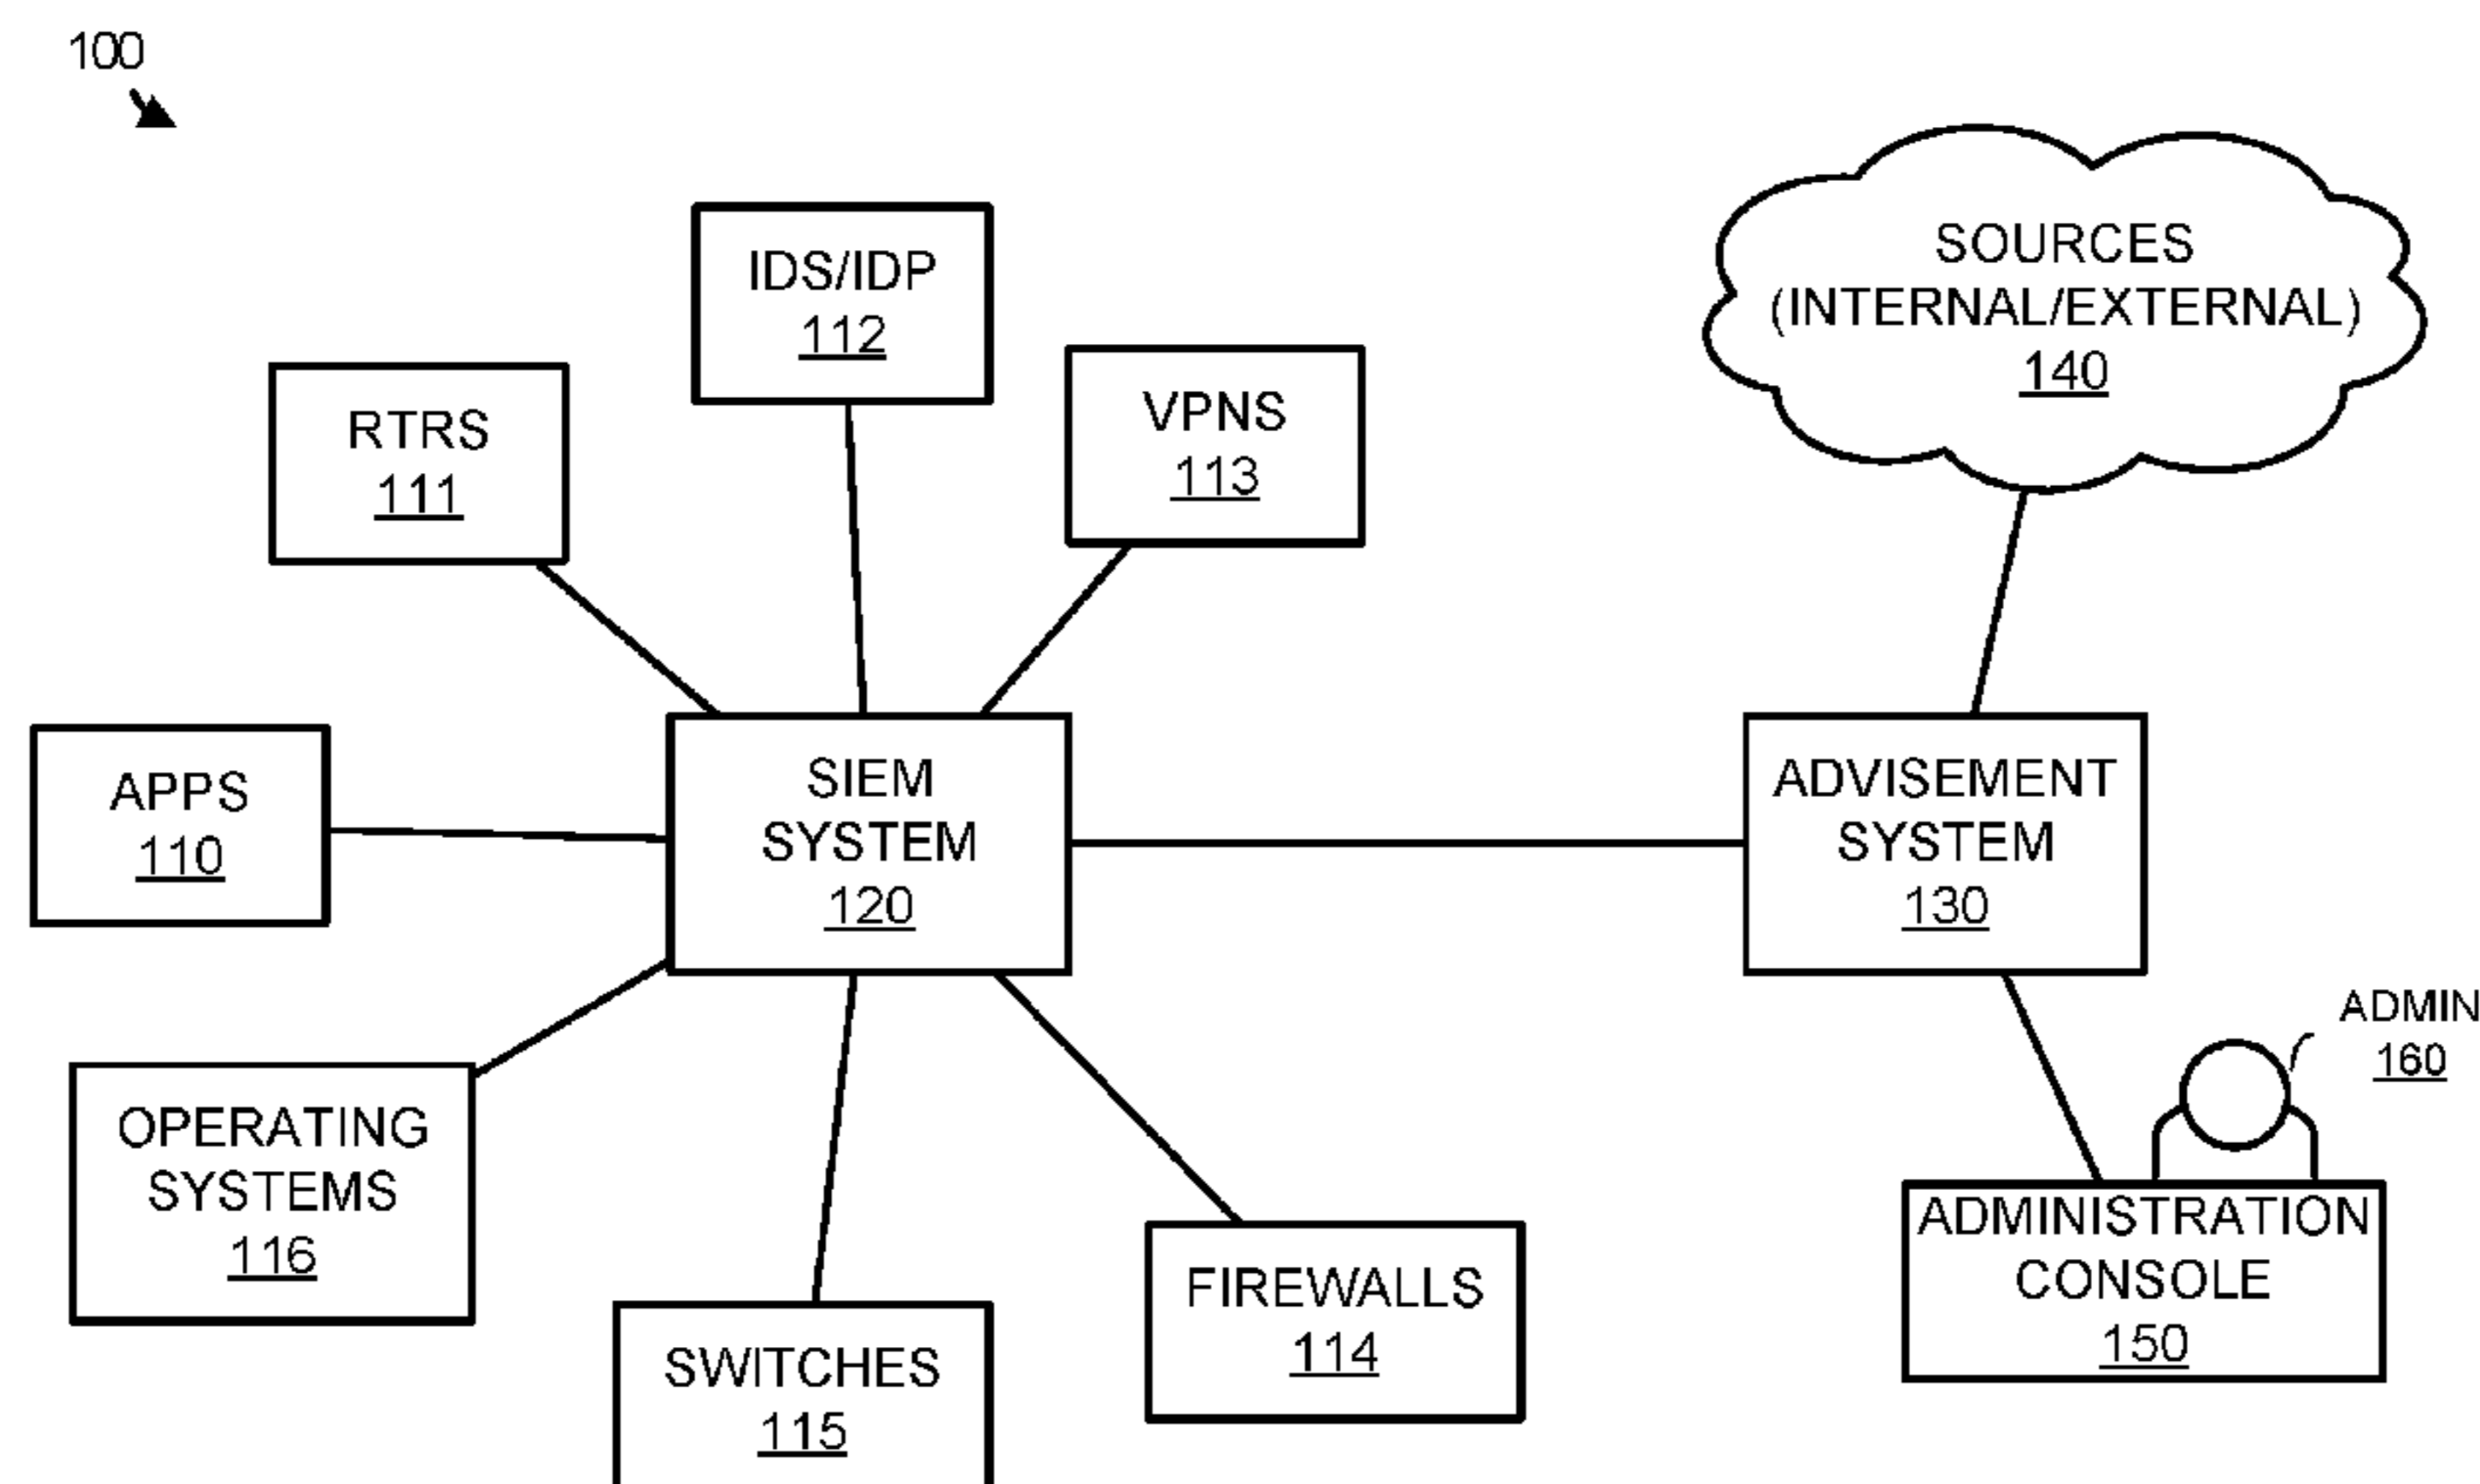 100
IDS/IDP
112
SOURCES
(INTERNAL/EXTERNAL)
140
RTRS
111
VPNS
113
APPS
110
SIEM
SYSTEM
120
ADVISEMENT
SYSTEM
130
ADMIN
160
OPERATING
SYSTEMS
116
SWITCHES
115
FIREWALLS
114
ADMINISTRATION
CONSOLE
150